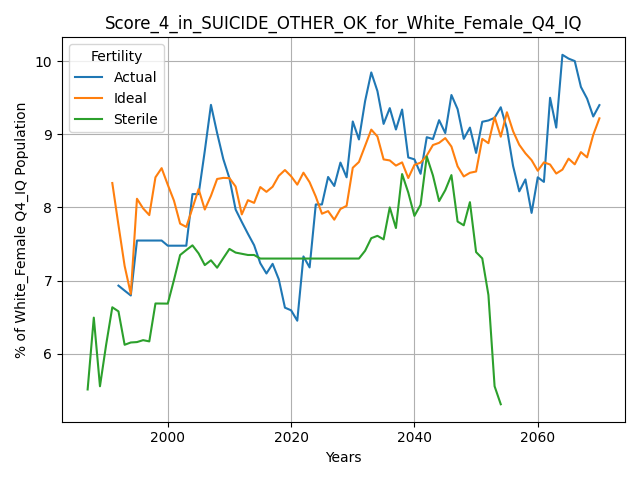 Score_4_in_SUICIDE_OTHER_OK_for_White_Female_Q4_IQ
Fertility
Actual
Ideal
Sterile
% of White_Female Q4_IQ Population
10
9
8
7
6
2000
2020
2040
2060
Years